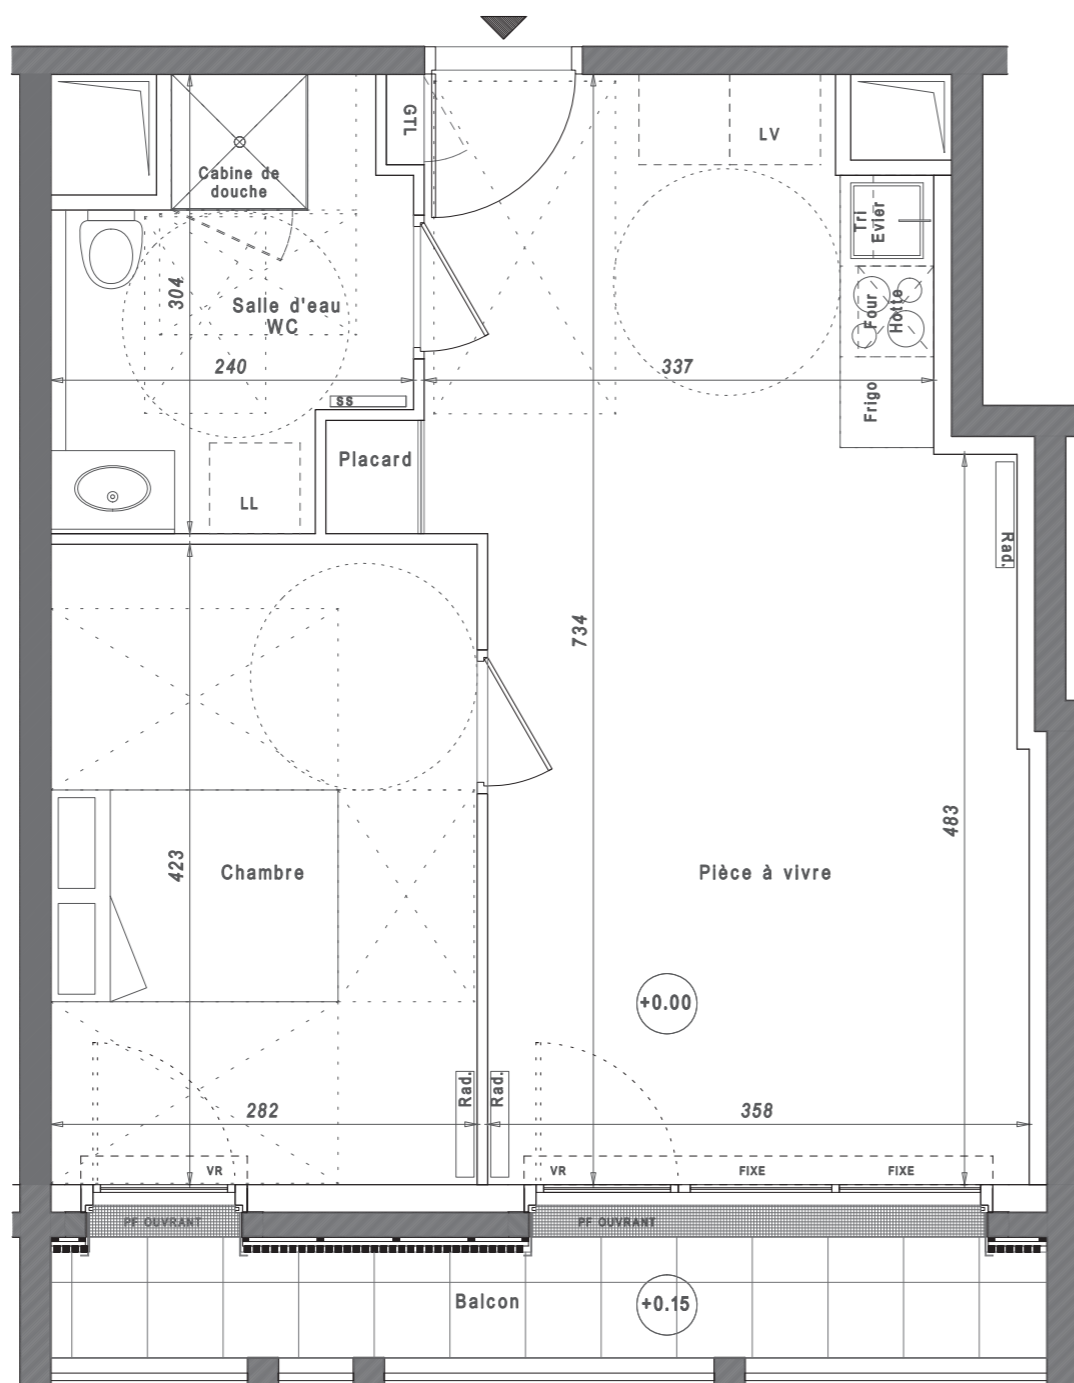 GTL
LV
Cabine de
douche
Tri
Evier
304
Salle d'eau
WC
Four
Hotte
240
337
SS
Frigo
Placard
LL
Rad.
734
483
423
Chambre
Pièce à vivre
+0.00
Rad.
Rad.
282
358
VR
VR
FIXE
FIXE
PF OUVRANT
PF OUVRANT
Balcon
+0.15